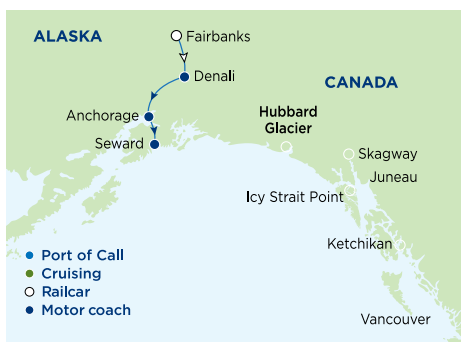 ALASKA
Fairbanks
Denali
CANADA
Anchorage
Hubbard
Glacier
Seward
Skagway
Juneau
Icy Strait Point
Ketchikan
Port of Call
Cruising
Railcar
Motor coach
Vancouver